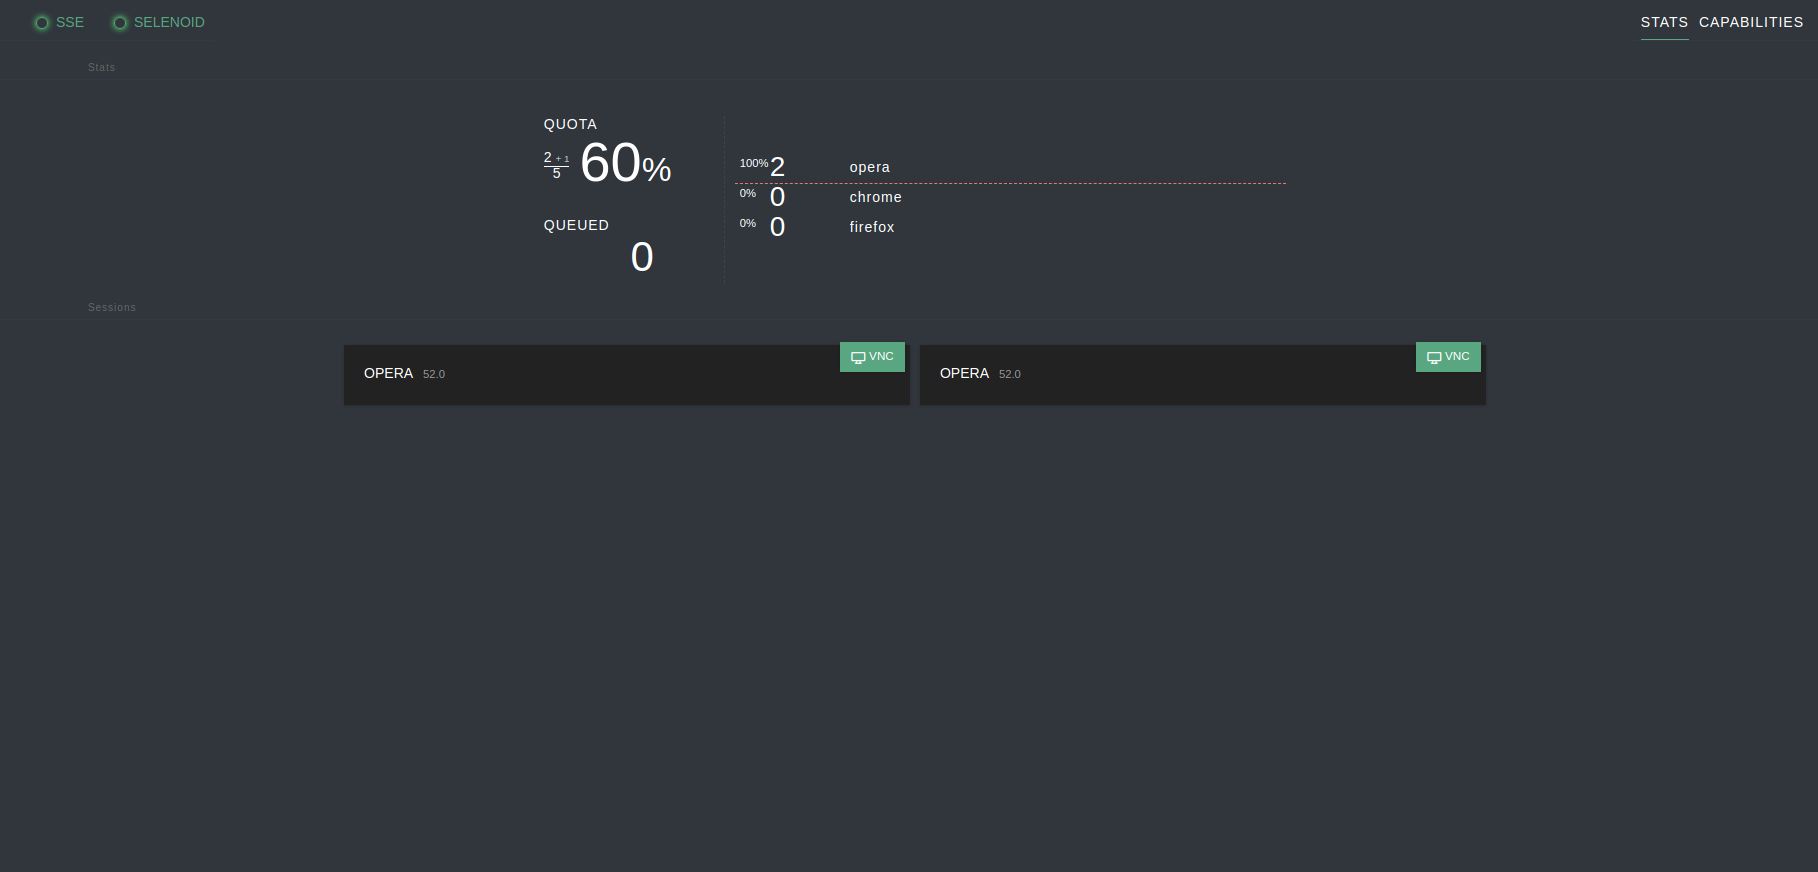 SSE SELENOID STATS CAPABILITIES
Stats
QUOTA
2 + 1
5
60%
QUEUED
0
100% 2 opera
0% 0 chrome
0% 0 firefox
Sessions
OPERA 52.0 VNC
OPERA 52.0 VNC